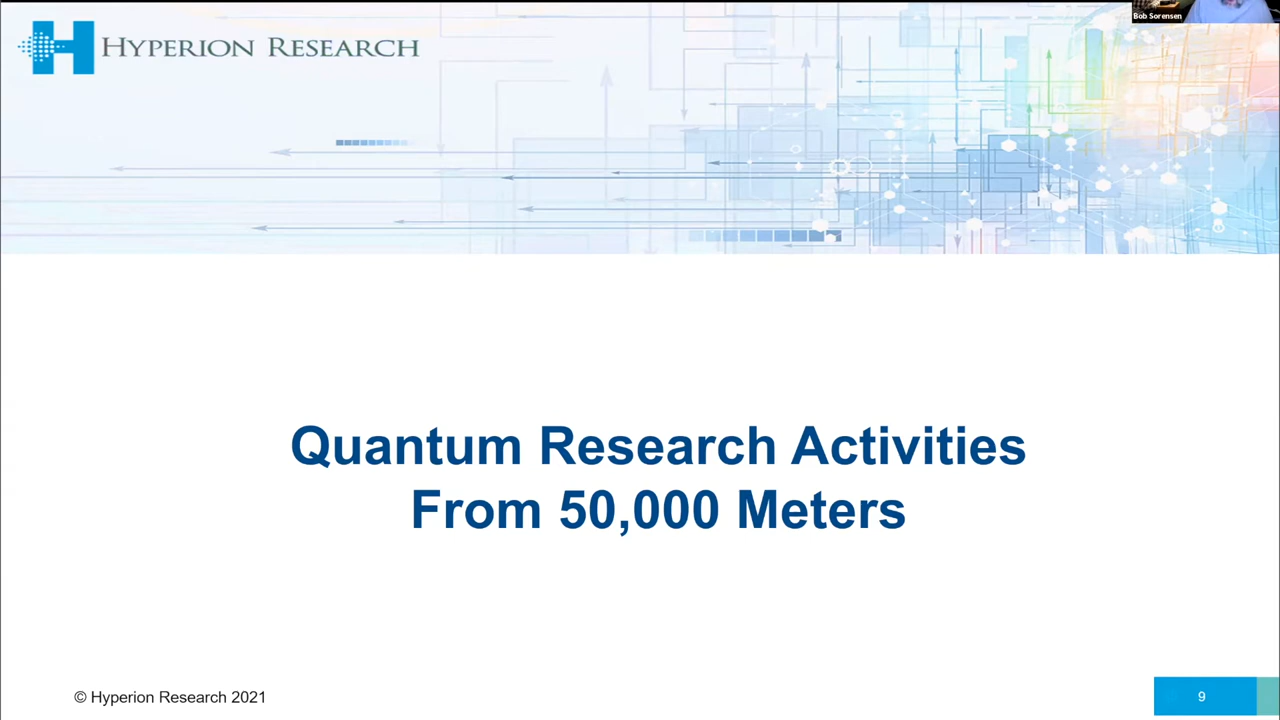 Bob Sorensen
HYPERION RESEARCH
Quantum Research Activities
From 50,000 Meters
© Hyperion Research 2021
9